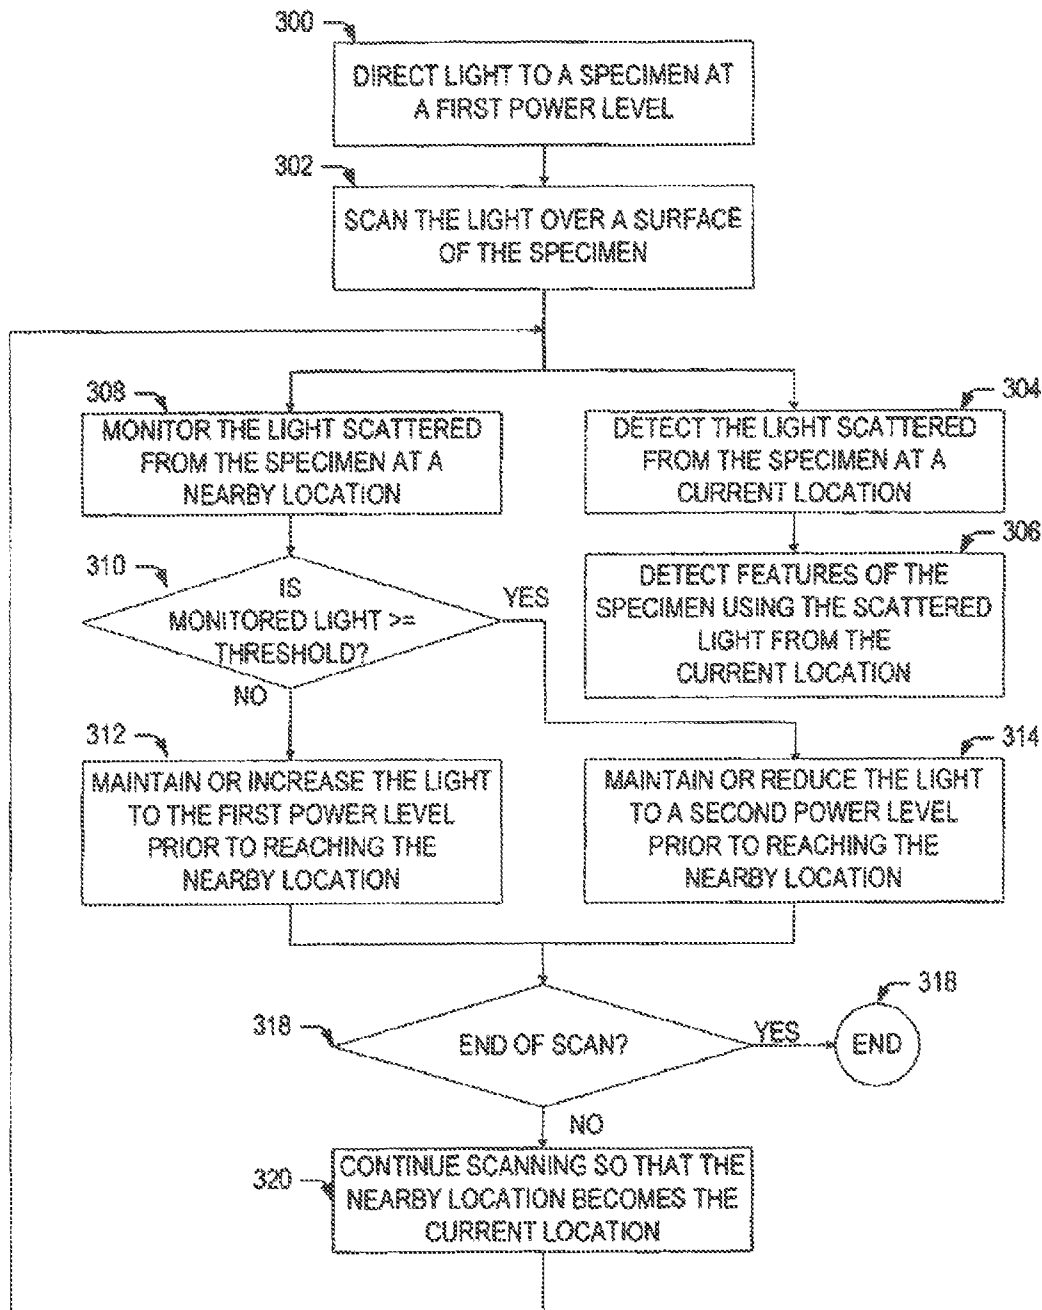 300
DIRECT LIGHT TO A SPECIMEN AT
A FIRST POWER LEVEL
302
SCAN THE LIGHT OVER A SURFACE
OF THE SPECIMEN
308
MONITOR THE LIGHT SCATTERED
FROM THE SPECIMEN AT A
NEARBY LOCATION
304
DETECT THE LIGHT SCATTERED
FROM THE SPECIMEN AT A
CURRENT LOCATION
306
DETECT FEATURES OF THE
SPECIMEN USING THE SCATTERED
LIGHT FROM THE
CURRENT LOCATION
310
IS
MONITORED LIGHT >=
THRESHOLD?
YES
NO
312
MAINTAIN OR INCREASE THE LIGHT
TO THE FIRST POWER LEVEL
PRIOR TO REACHING THE
NEARBY LOCATION
314
MAINTAIN OR REDUCE THE LIGHT
TO A SECOND POWER LEVEL
PRIOR TO REACHING THE
NEARBY LOCATION
318
END OF SCAN?
YES
318
END
NO
320
CONTINUE SCANNING SO THAT THE
NEARBY LOCATION BECOMES THE
CURRENT LOCATION